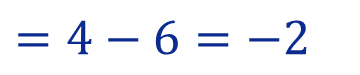 = 4 − 6 = −2